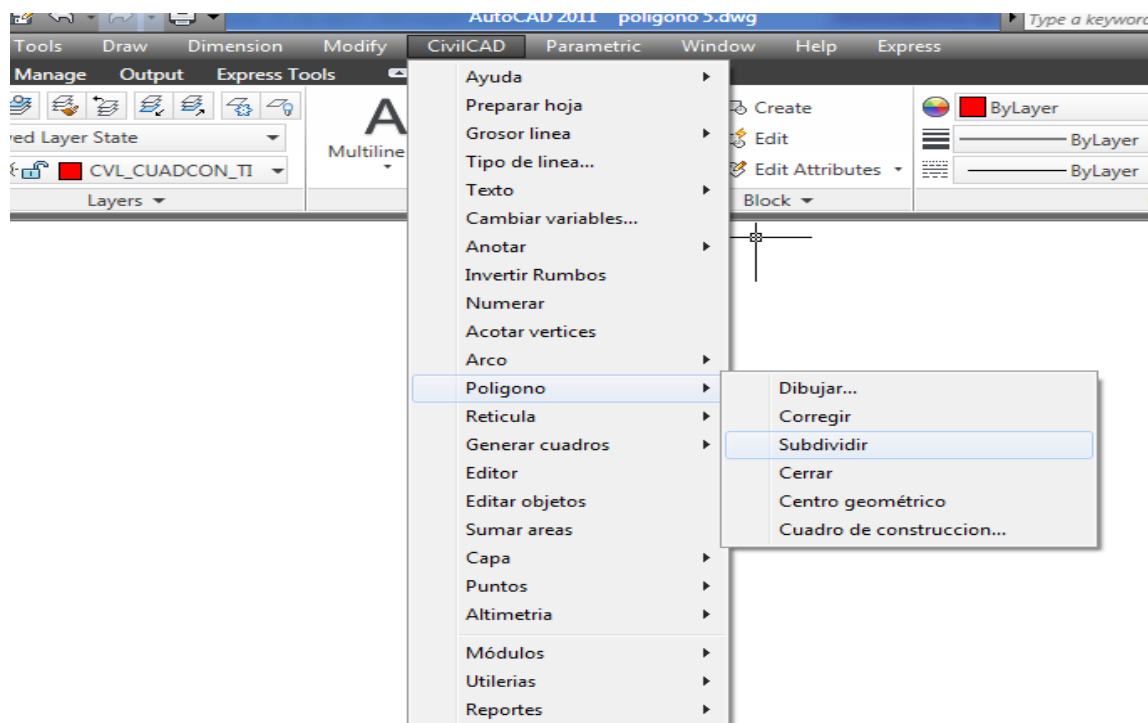 AutoCAD 2011 poligono 5.dwg
Type a keyword
Tools Draw Dimension Modify CivilCAD Parametric Window Help Express
Manage Output Express Tools
Layer State
CVL_CUADCON_TI
Layers
A
Multiline
Create
Edit
Edit Attributes
Block
ByLayer
ByLayer
ByLayer
Ayuda
Preparar hoja
Grosor linea
Tipo de linea...
Texto
Cambiar variables...
Anotar
Invertir Rumbos
Numerar
Acotar vertices
Arco
Poligono
Reticula
Generar cuadros
Editor
Editar objetos
Sumar areas
Capa
Puntos
Altimetria
Módulos
Utilerias
Reportes
Dibujar...
Corregir
Subdividir
Cerrar
Centro geométrico
Cuadro de construccion...